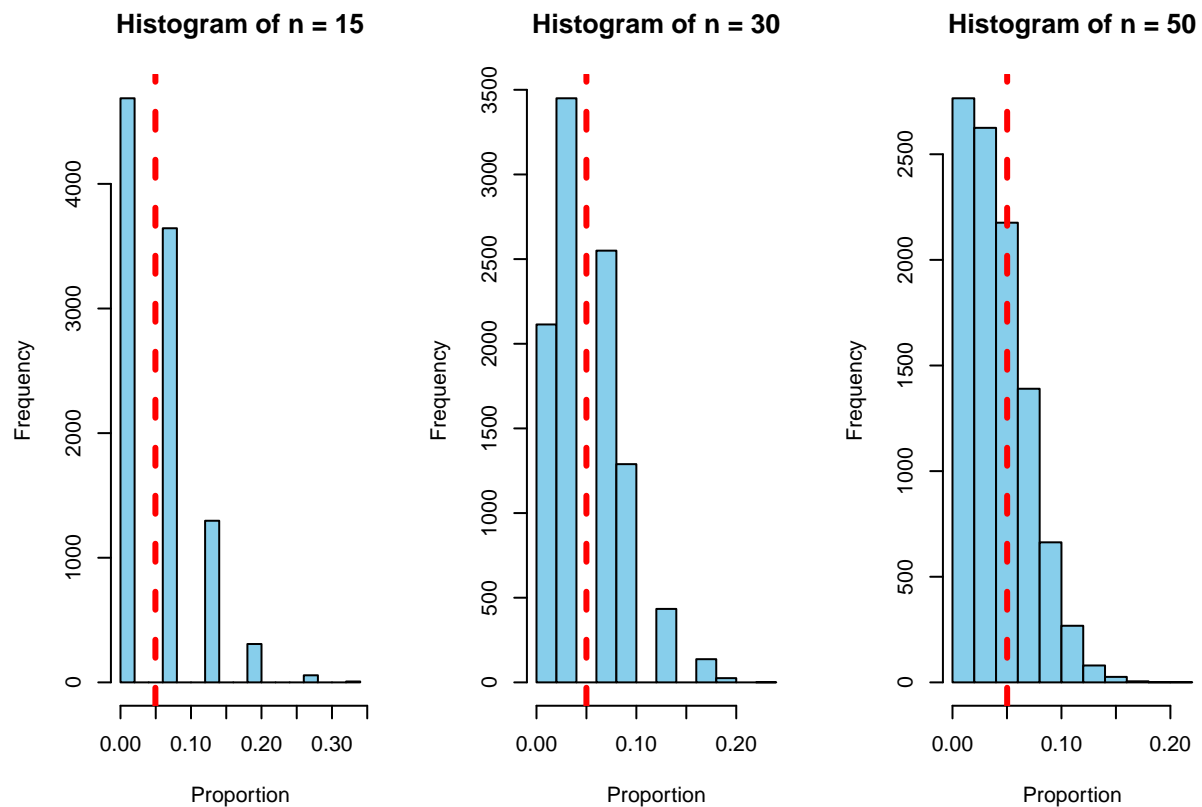 Histogram of n = 15
Frequency
4000
3000
2000
1000
0
0.00 0.10 0.20 0.30
Proportion
Histogram of n = 30
Frequency
3500
3000
2500
2000
1500
1000
500
0
0.00 0.10 0.20
Proportion
Histogram of n = 50
Frequency
2500
2000
1500
1000
500
0
0.00 0.10 0.20
Proportion